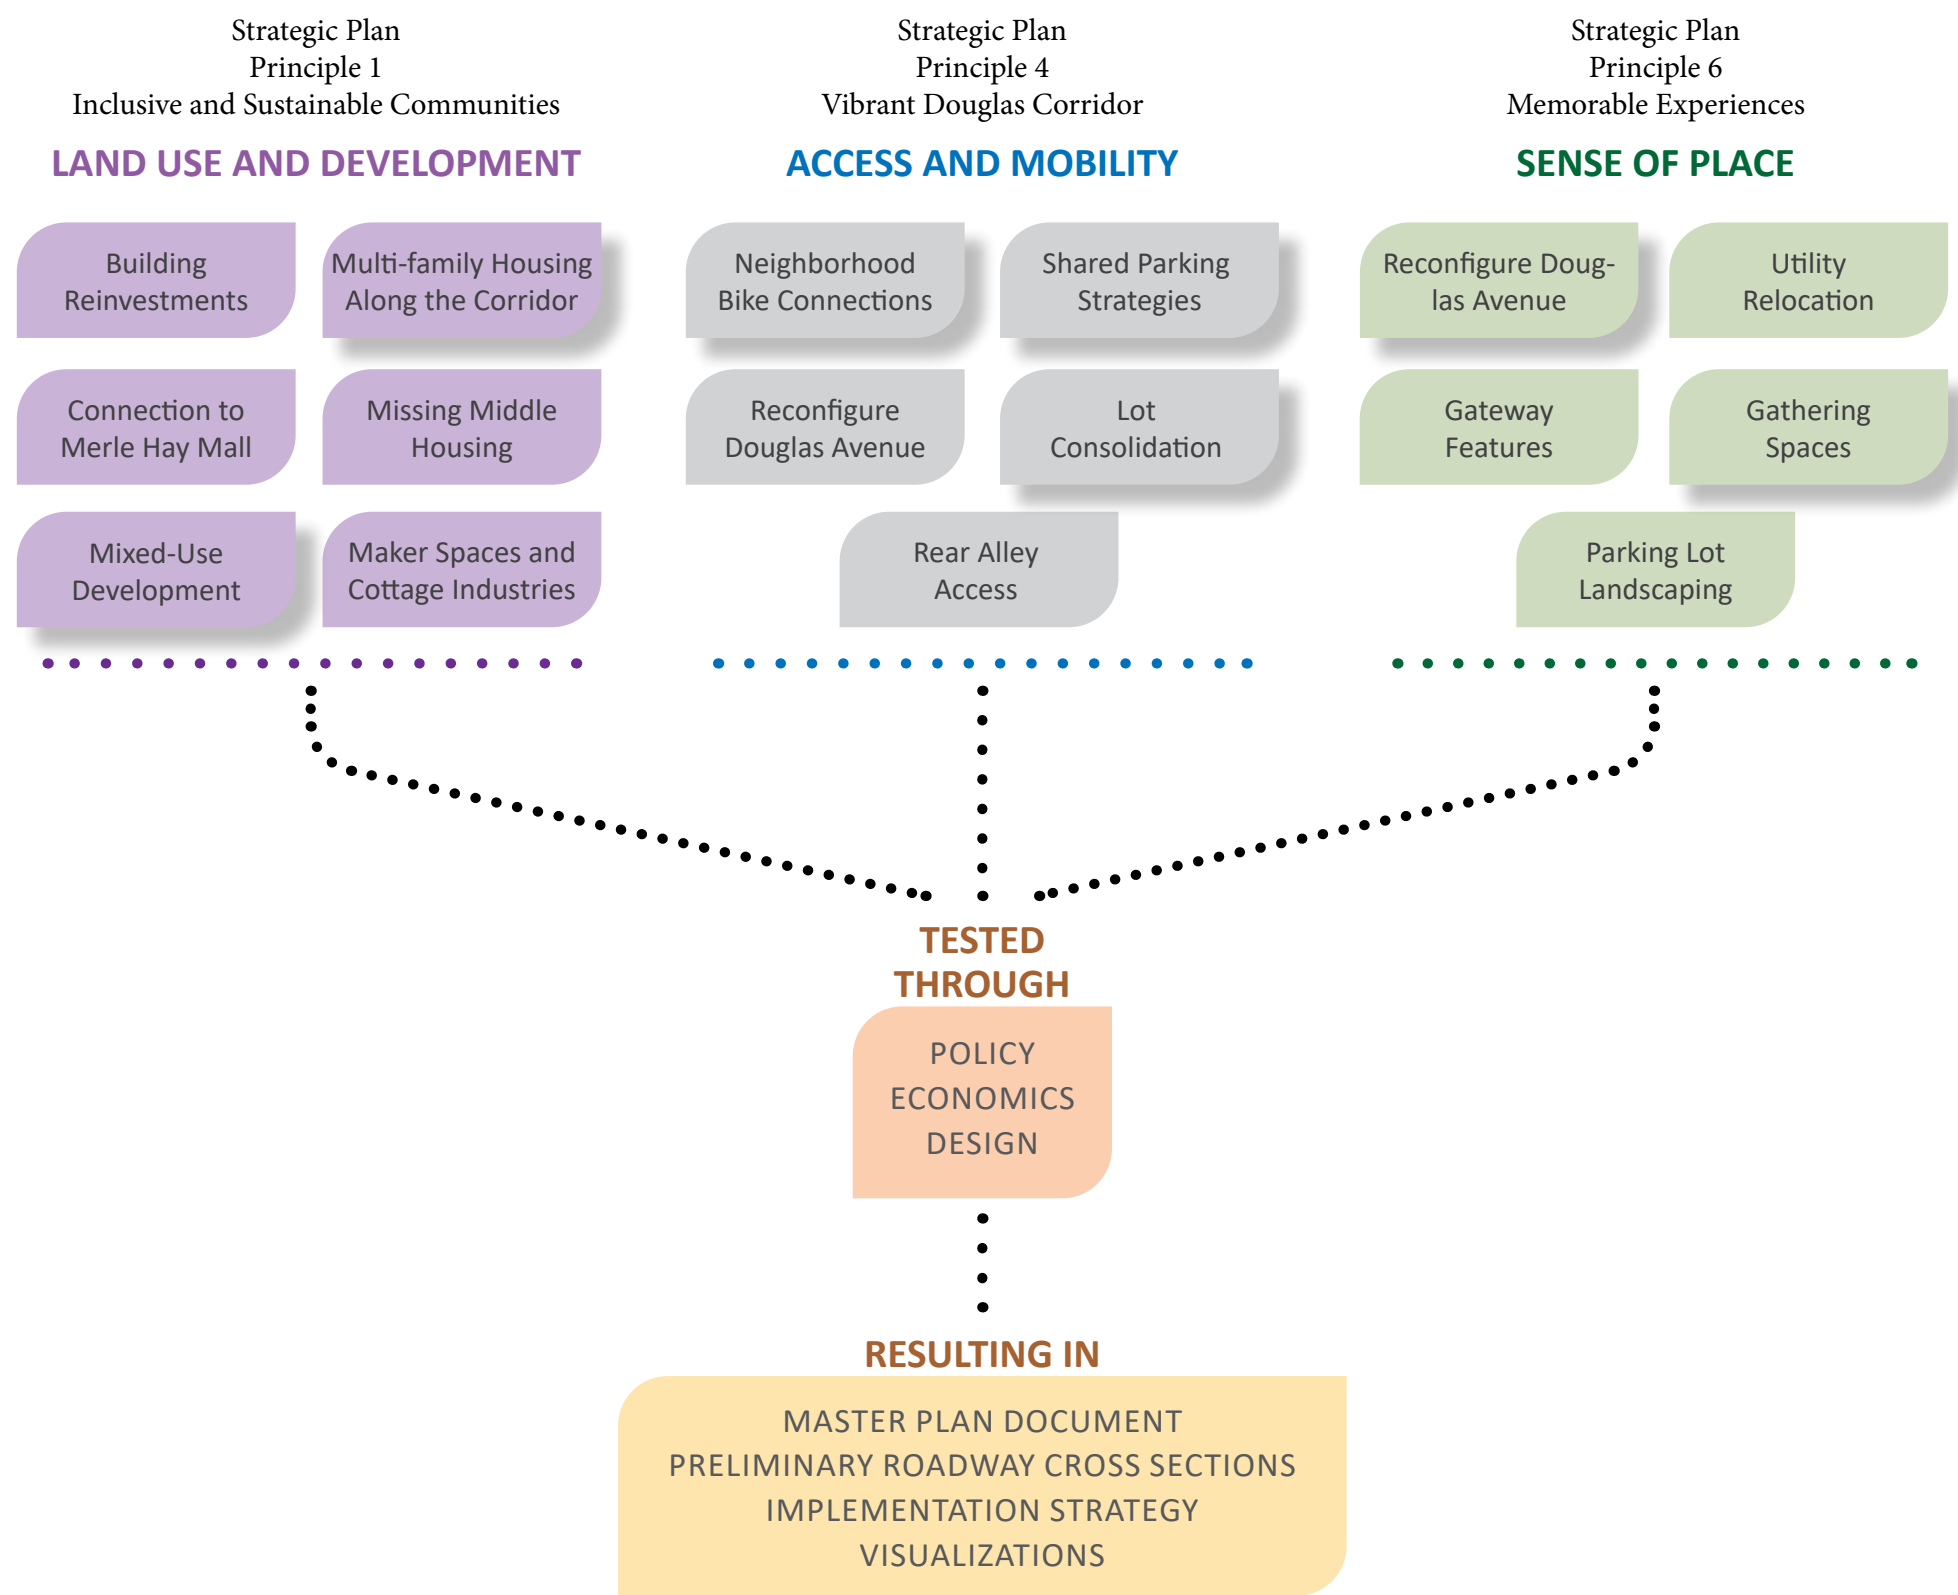 Strategic Plan
Principle 1
Inclusive and Sustainable Communities
LAND USE AND DEVELOPMENT
Building
Reinvestments
Multi-family Housing
Along the Corridor
Connection to
Merle Hay Mall
Missing Middle
Housing
Mixed-Use
Development
Maker Spaces and
Cottage Industries
Strategic Plan
Principle 4
Vibrant Douglas Corridor
ACCESS AND MOBILITY
Neighborhood
Bike Connections
Shared Parking
Strategies
Reconfigure
Douglas Avenue
Lot
Consolidation
Rear Alley
Access
Strategic Plan
Principle 6
Memorable Experiences
SENSE OF PLACE
Reconfigure Doug-
las Avenue
Utility
Relocation
Gateway
Features
Gathering
Spaces
Parking Lot
Landscaping
TESTED
THROUGH
POLICY
ECONOMICS
DESIGN
RESULTING IN
MASTER PLAN DOCUMENT
PRELIMINARY ROADWAY CROSS SECTIONS
IMPLEMENTATION STRATEGY
VISUALIZATIONS